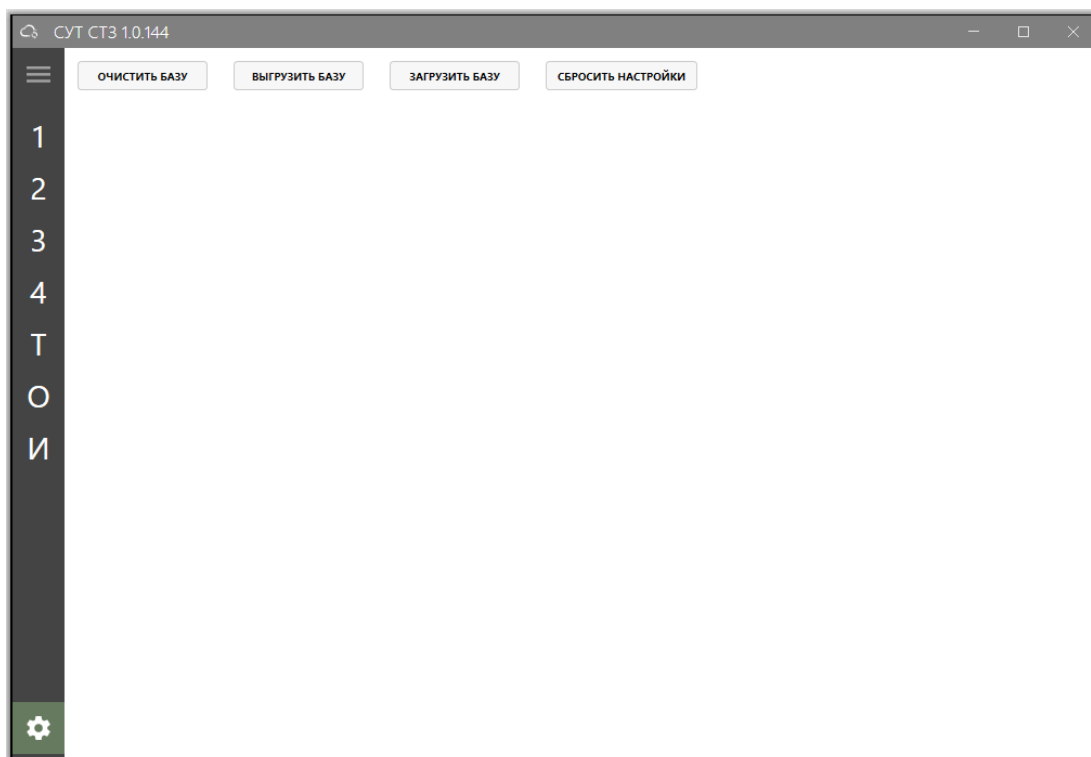 СУТ СТЗ 1.0.144
ОЧИСТИТЬ БАЗУ ВЫГРУЗИТЬ БАЗУ ЗАГРУЗИТЬ БАЗУ СБРОСИТЬ НАСТРОЙКИ
1
2
3
4
Т
О
И